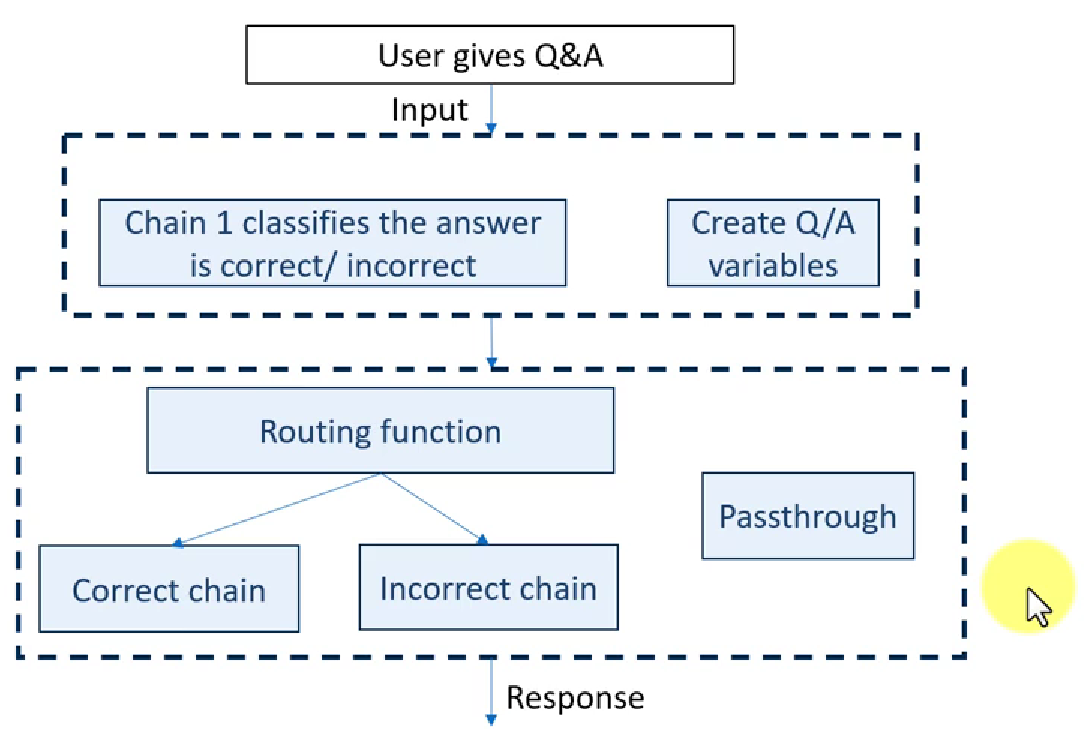 User gives Q&A
Input
Chain 1 classifies the answer
is correct/ incorrect
Create Q/A
variables
Routing function
Passthrough
Correct chain
Incorrect chain
Response